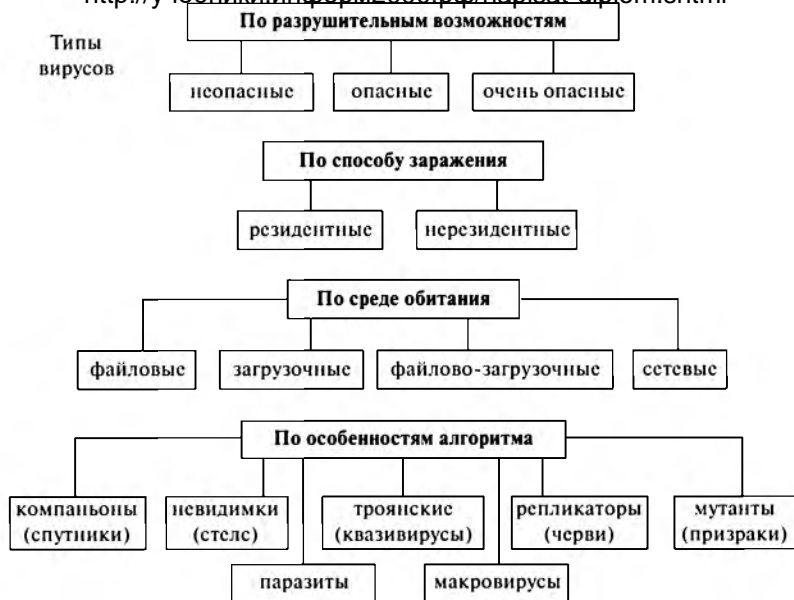 По разрушительным возможностям
Типы
вирусов
неопасные опасные очень опасные
По способу заражения
резидентные нерезидентные
По среде обитания
файловые загрузочные файлово-загрузочные сетевые
По особенностям алгоритма
компаньоны невидимки троянские репликаторы мутанты
(спутники) (стелс) (квазивирусы) (черви) (призраки)
паразиты макровирусы